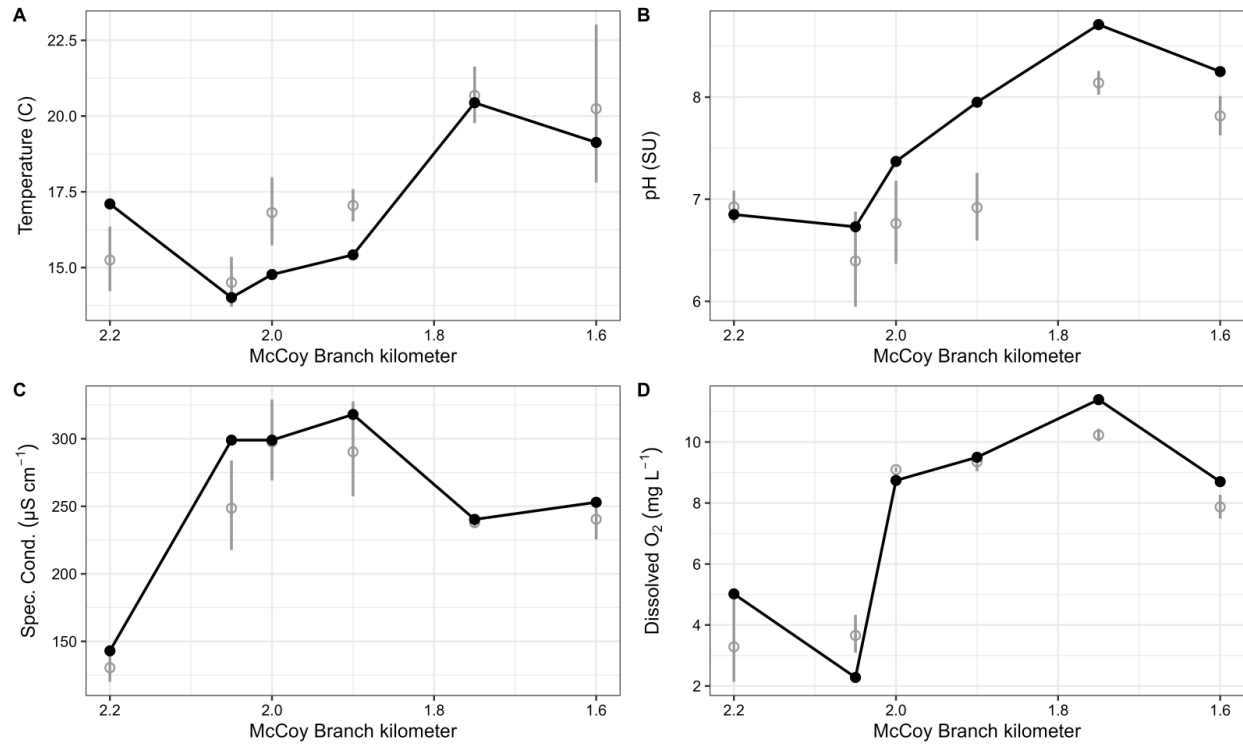 A
Temperature (C)
22.5
20.0
17.5
15.0
2.2
2.0
1.8
1.6
McCoy Branch kilometer
B
pH (SU)
8
7
6
2.2
2.0
1.8
1.6
McCoy Branch kilometer
C
Spec. Cond. (µS cm⁻¹)
300
250
200
150
2.2
2.0
1.8
1.6
McCoy Branch kilometer
D
Dissolved O₂ (mg L⁻¹)
10
8
6
4
2
2.2
2.0
1.8
1.6
McCoy Branch kilometer